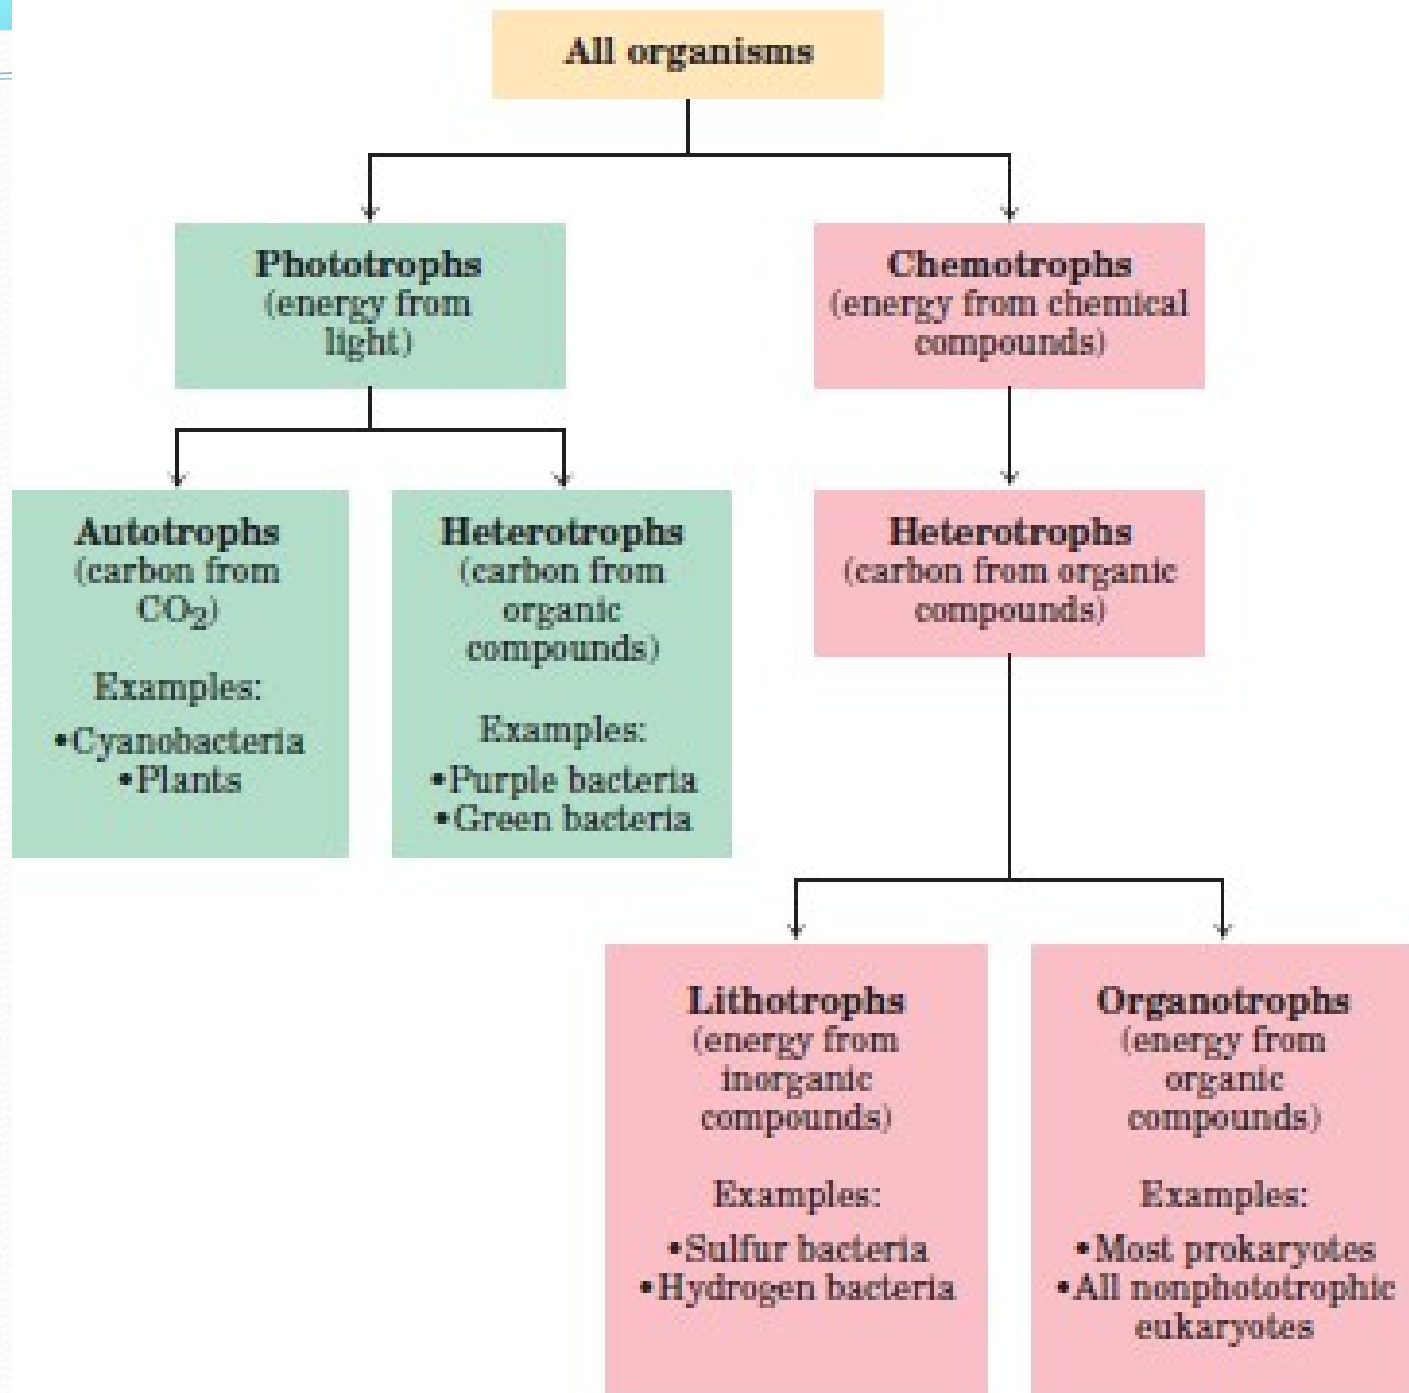 All organisms
Phototrophs
(energy from
light)
Chemotrophs
(energy from chemical
compounds)
Autotrophs
(carbon from
CO₂)
Examples:
•Cyanobacteria
•Plants
Heterotrophs
(carbon from
organic
compounds)
Examples:
•Purple bacteria
•Green bacteria
Heterotrophs
(carbon from organic
compounds)
Lithotrophs
(energy from
inorganic
compounds)
Examples:
•Sulfur bacteria
•Hydrogen bacteria
Organotrophs
(energy from
organic
compounds)
Examples:
•Most prokaryotes
•All nonphototrophic
eukaryotes